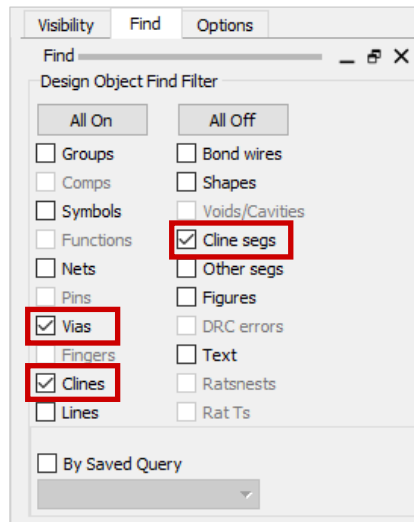 Visibility Find Options
Find
Design Object Find Filter
All On All Off
Groups Bond wires
Comps Shapes
Symbols Voids/Cavities
Functions Cline segs
Nets Other segs
Pins Figures
Vias DRC errors
Fingers Text
Clines Ratsnests
Lines Rat Ts
By Saved Query